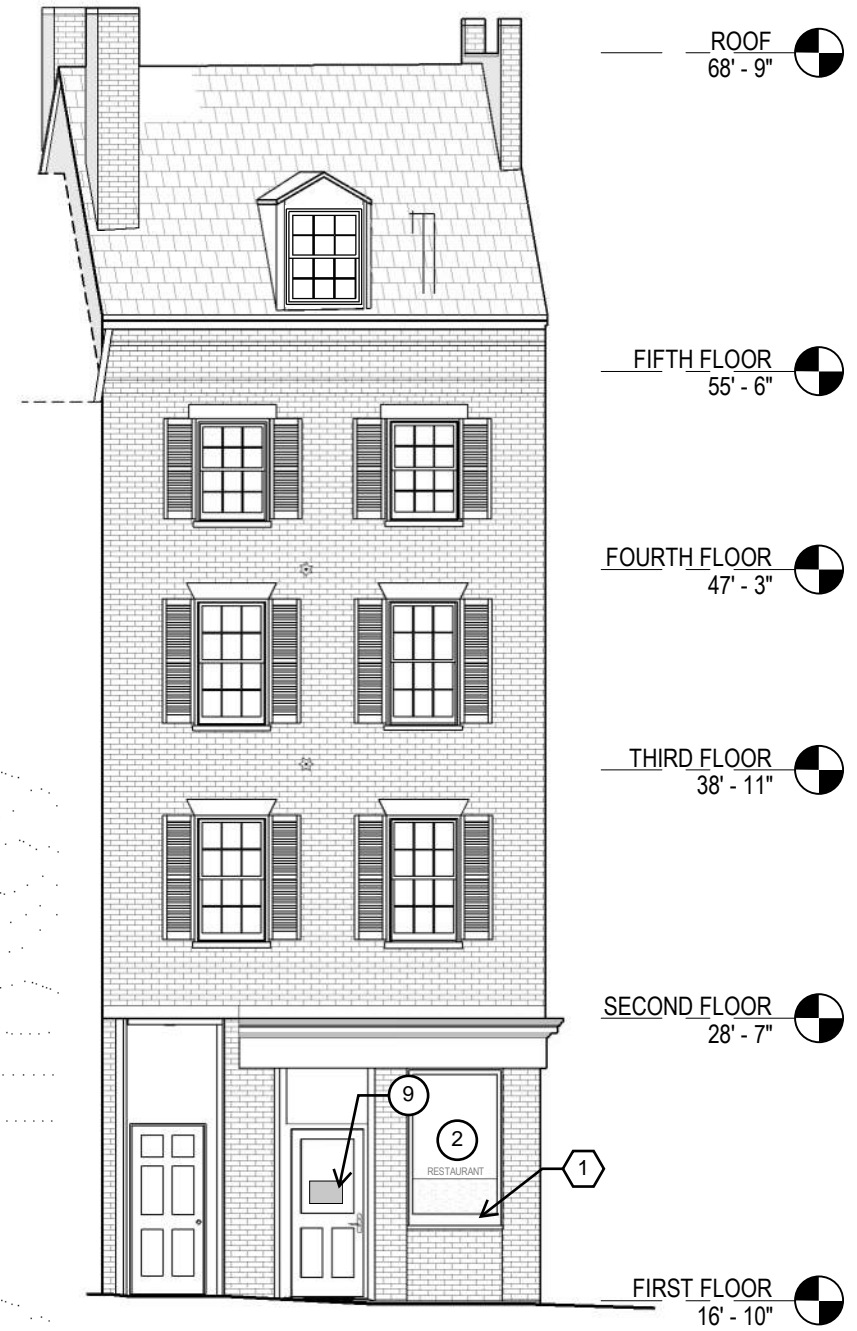 ROOF
68' - 9"
FIFTH FLOOR
55' - 6"
FOURTH FLOOR
47' - 3"
THIRD FLOOR
38' - 11"
SECOND FLOOR
28' - 7"
9
2
RESTAURANT
1
FIRST FLOOR
16' - 10"